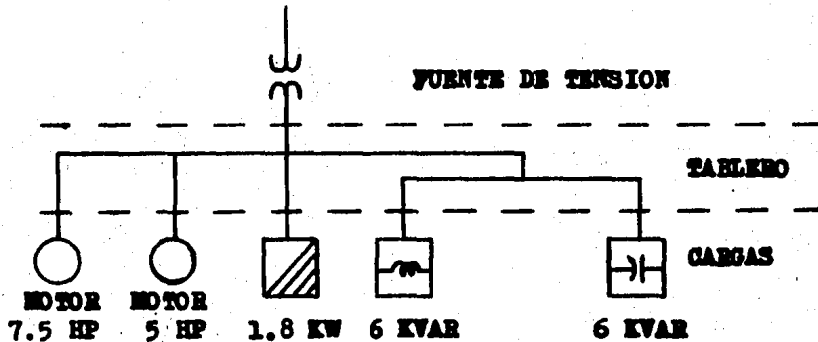 FUENTE DE TENSION
TABLERO
CARGAS
MOTOR MOTOR
7.5 HP 5 HP 1.8 KW 6 KVAR 6 KVAR